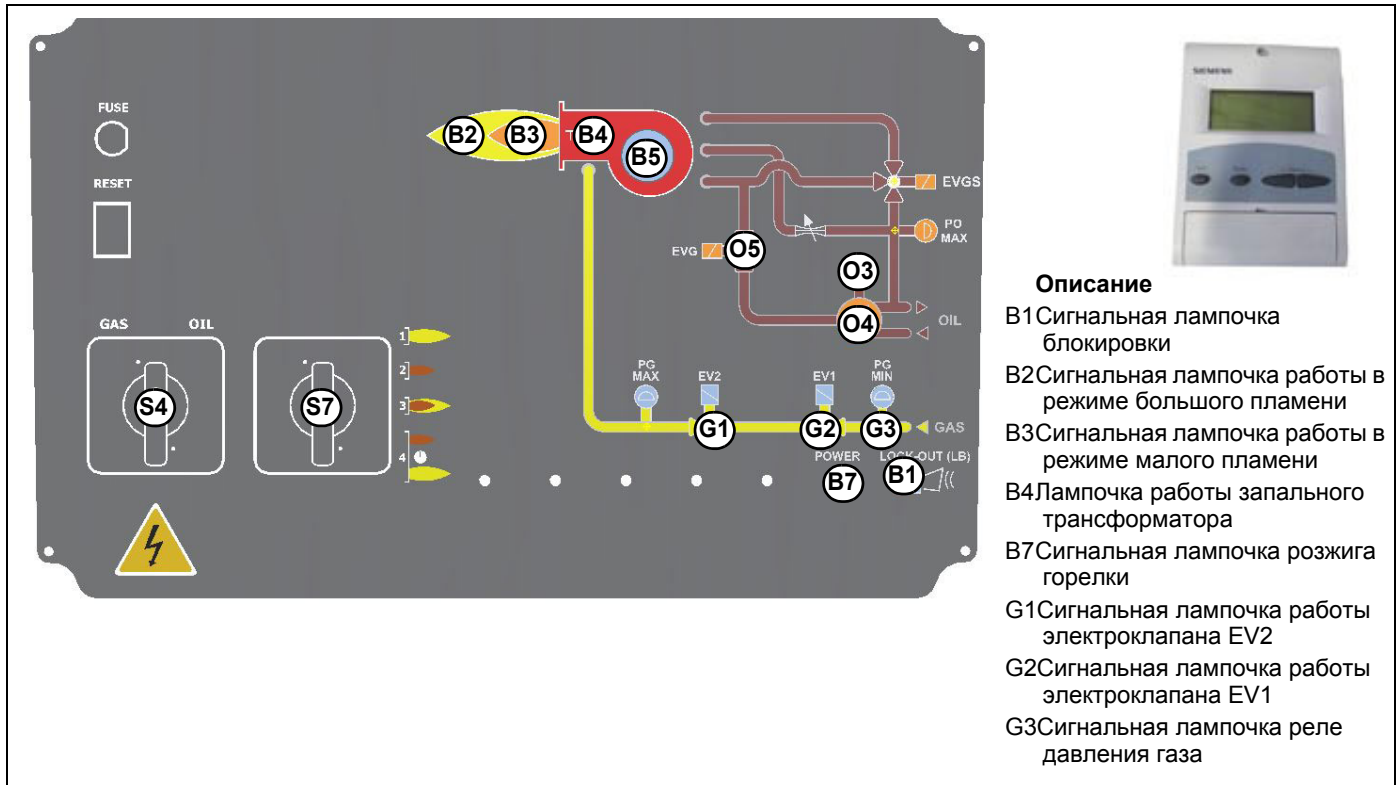 FUSE
RESET
GAS OIL
S4
S7
1
2
3
4
B2
B3
B4
B5
EVGS
PO
MAX
EVG
O5
O3
O4
OIL
PG
MAX
EV2
EV1
PG
MIN
G1
G2
G3
GAS
POWER
LOCK-OUT (LB)
B7
B1
SIEMENS
Описание
B1Сигнальная лампочка
блокировки
B2Сигнальная лампочка работы в
режиме большого пламени
B3Сигнальная лампочка работы в
режиме малого пламени
B4Лампочка работы запального
трансформатора
B7Сигнальная лампочка розжига
горелки
G1Сигнальная лампочка работы
электроклапана EV2
G2Сигнальная лампочка работы
электроклапана EV1
G3Сигнальная лампочка реле
давления газа